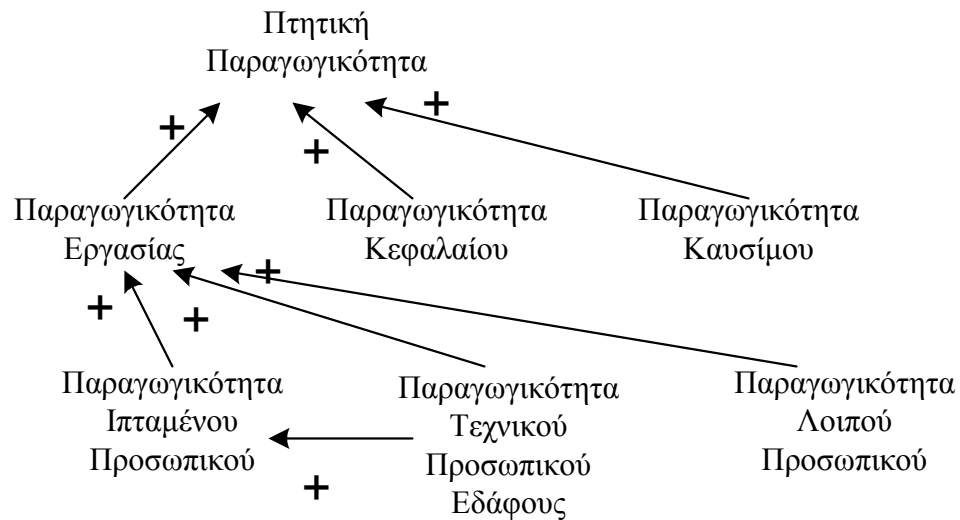 Πτητική
Παραγωγικότητα
+
+
+
Παραγωγικότητα
Εργασίας
Παραγωγικότητα
Κεφαλαίου
Παραγωγικότητα
Καυσίμου
+
+
+
Παραγωγικότητα
Ιπταμένου
Προσωπικού
Παραγωγικότητα
Τεχνικού
Προσωπικού
Εδάφους
Παραγωγικότητα
Λοιπού
Προσωπικού
+